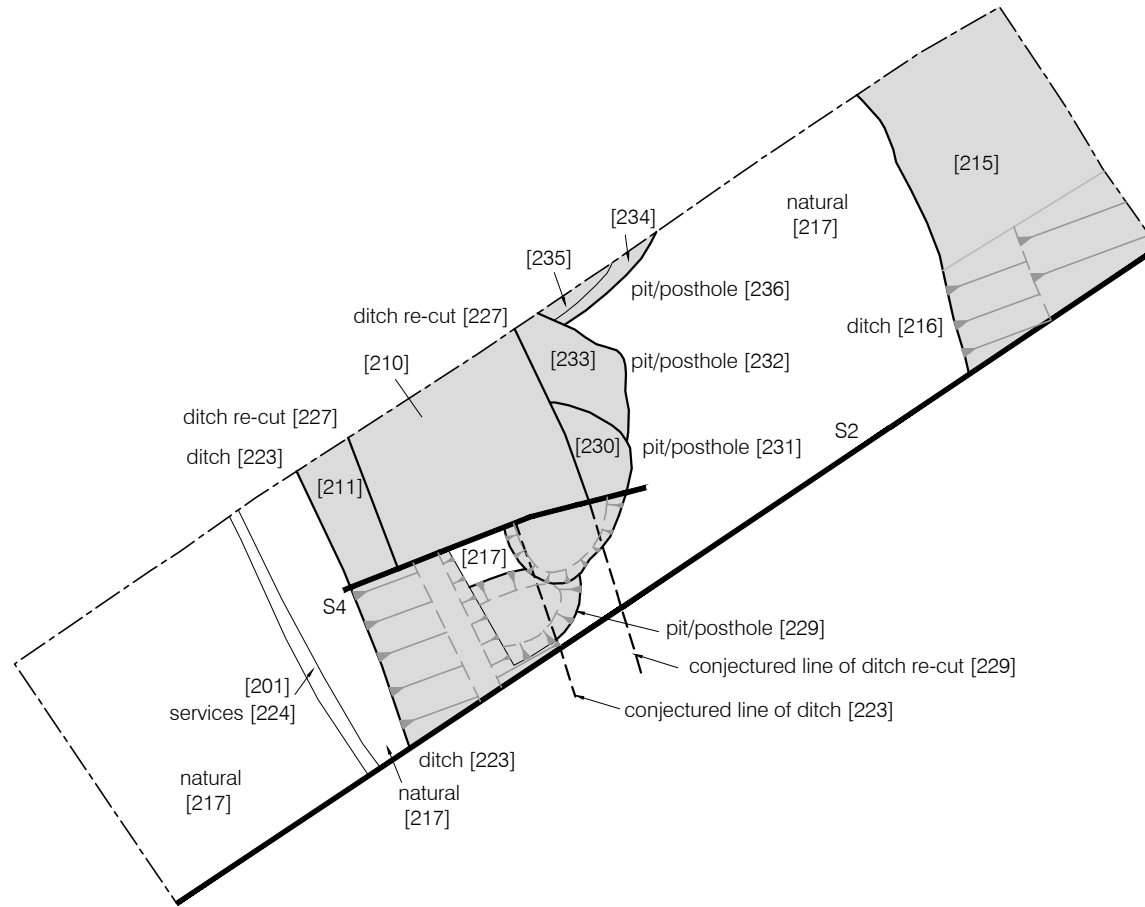 [215]
natural
[217]
[234]
[235]
pit/posthole [236]
ditch re-cut [227]
ditch [216]
[210]
[233]
pit/posthole [232]
ditch re-cut [227]
S2
ditch [223]
[230]
pit/posthole [231]
[211]
[217]
S4
pit/posthole [229]
conjectured line of ditch re-cut [229]
[201]
services [224]
conjectured line of ditch [223]
ditch [223]
natural
[217]
natural
[217]